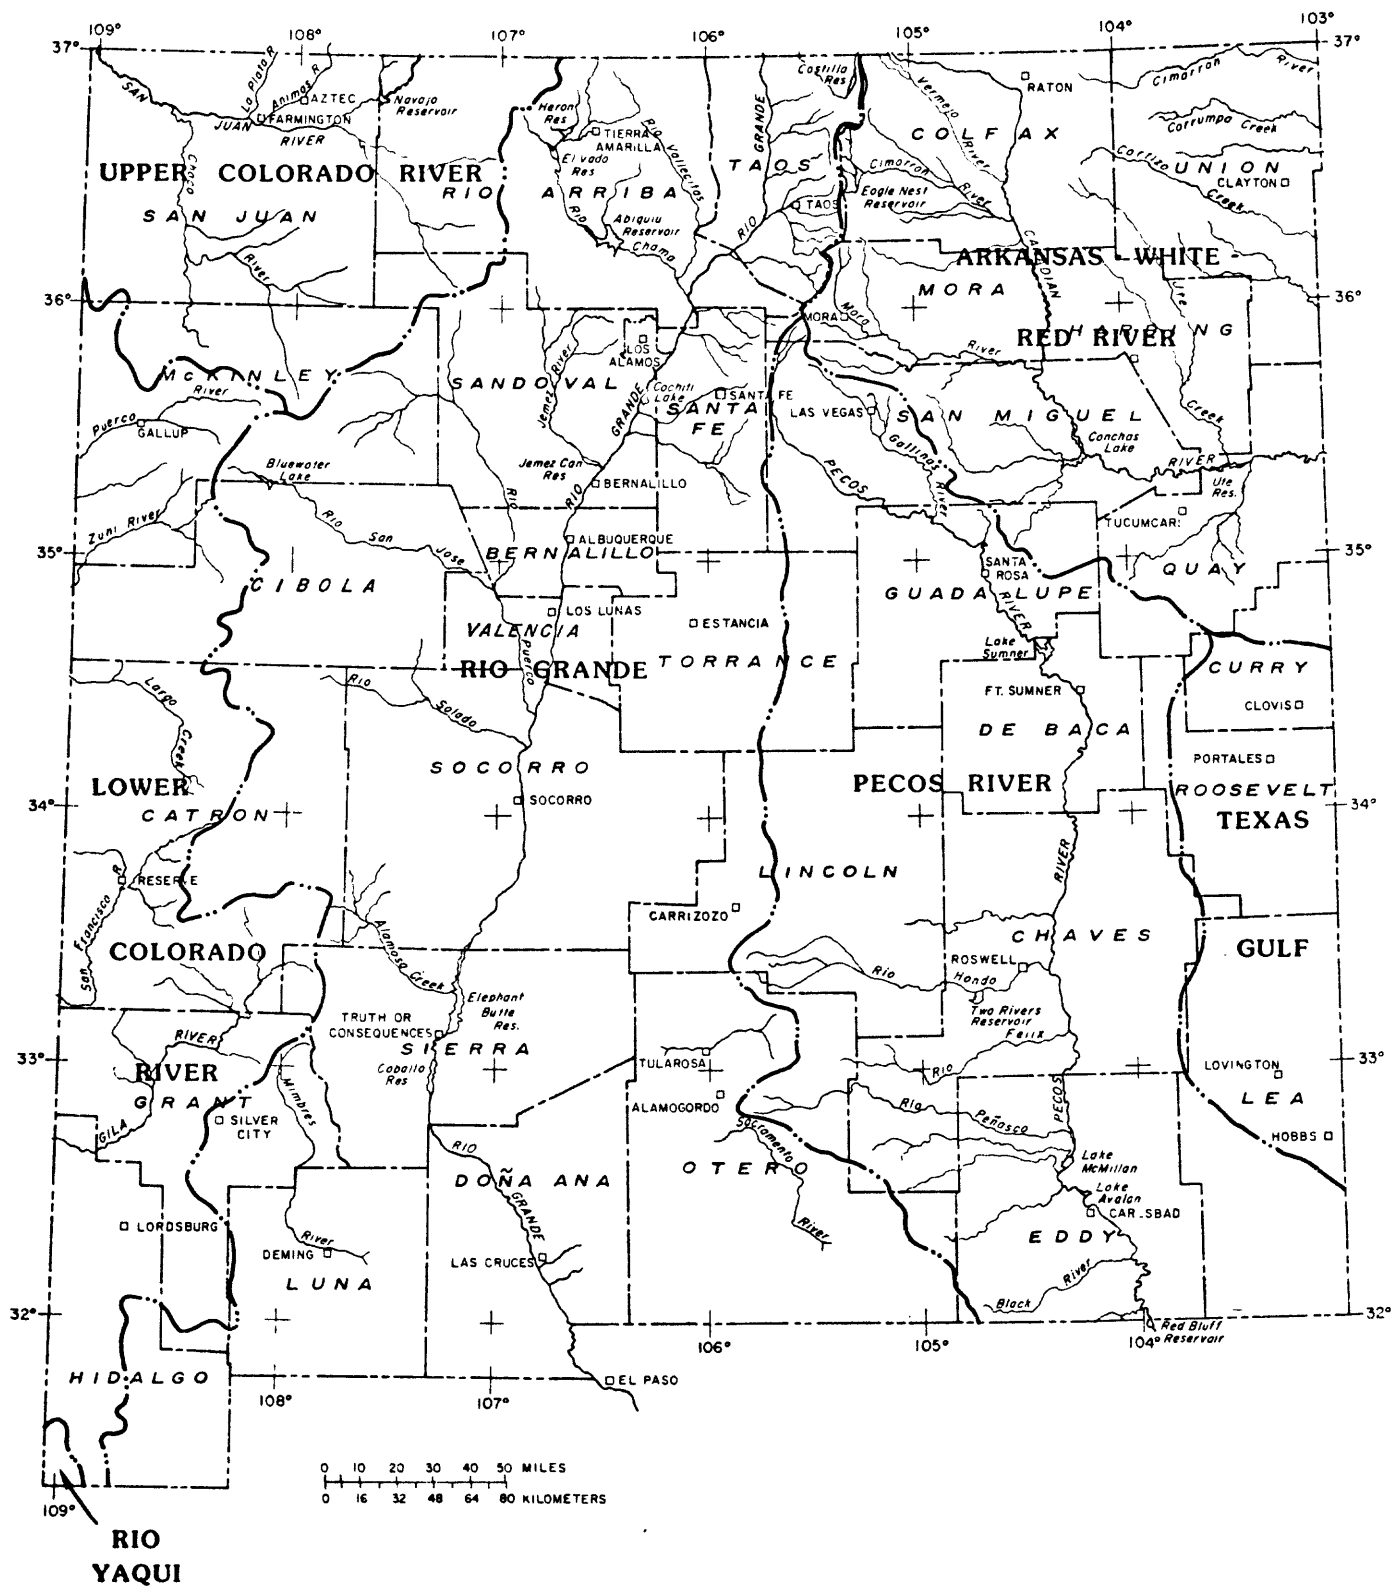 109°
108°
107°
106°
105°
104°
103°
37°
37°
SAN
La Plata R
Animas R
AZTEC
FARMINGTON
JUAN
RIVER
Navajo
Reservoir
Heron
Res
TIERRA
AMARILLA
El vado
Res
Rio
Vallecitos
Costilla
Res
GRANDE
Vermejo
River
RATON
Cimarron
River
COLFAX
Corrumpa Creek
Carrizo
Creek
UNION
CLAYTON
UPPER COLORADO RIVER
Chaco
River
SAN JUAN
RIO ARRIBA
Abiquiu
Reservoir
Rio
Chama
TAOS
TAOS
RIO
Cimarron
River
Eagle Nest
Reservoir
CANADIAN
ARKANSAS - WHITE -
RED RIVER
MORA
HARDING
Ute
Creek
36°
36°
MORA
Mora
River
McKINLEY
River
Puerco
GALLUP
SANDOVAL
Jemez River
LOS
ALAMOS
Cochiti
Lake
SANTA FE
SANTA
FE
GRANDE
LAS VEGAS
SAN MIGUEL
Gallinas
River
Conchas
Lake
RIVER
Ute
Res.
TUCUMCARI
Bluewater
Lake
Jemez Can
Res
BERNALILLO
RIO
PECOS
Zuni River
Rio
San
Jose
Rio
Puerco
35°
35°
ALBUQUERQUE
BERNALILLO
CIBOLA
SANTA
ROSA
GUADALUPE
QUAY
LOS LUNAS
VALENCIA
ESTANCIA
TORRANCE
RIVER
Lake
Sumner
RIO GRANDE
CURRY
CLOVIS
FT. SUMNER
DE BACA
Largo
Creek
Rio
Salado
SOCORRO
SOCORRO
PORTALES
ROOSEVELT
LOWER
CATRON
PECOS RIVER
TEXAS
34°
34°
RESERVE
San
Francisco
R
LINCOLN
RIVER
CARRIZOZO
COLORADO
Alamosa Creek
CHAVES
GULF
ROSWELL
Rio
Hondo
Two Rivers
Reservoir
Felix
Rio
Elephant
Butte
Res.
TRUTH OR
CONSEQUENCES
SIERRA
Caballo
Res
33°
33°
RIVER
RIVER
GRANT
GILA
SILVER
CITY
Mimbres
River
TULAROSA
ALAMOGORDO
Sacramento
River
OTERO
Rio
Peñasco
PECOS
LOVINGTON
LEA
HOBBS
Lake
McMillan
Lake
Avalon
CARLSBAD
EDDY
RIO
GRANDE
DOÑA ANA
LORDSBURG
DEMING
LUNA
LAS CRUCES
Black
River
32°
32°
106°
105°
104°
Red Bluff
Reservoir
HIDALGO
EL PASO
108°
107°
109°
0 10 20 30 40 50 MILES
0 16 32 48 64 80 KILOMETERS
RIO
YAQUI